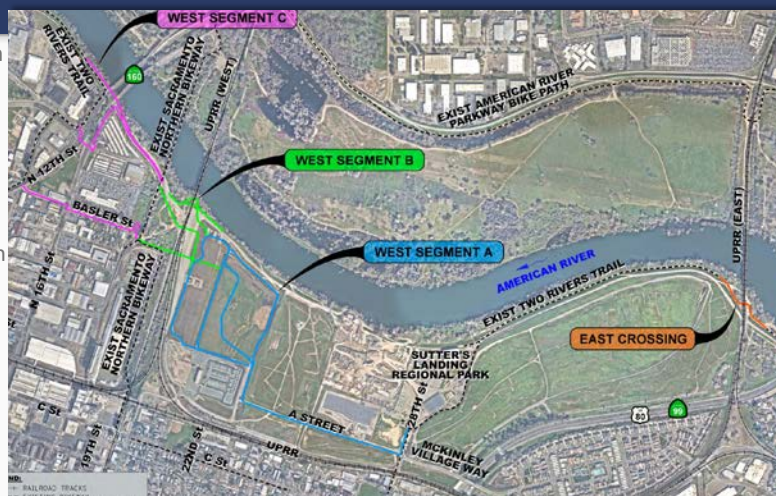 WEST SEGMENT C
EXIST TWO
RIVERS TRAIL
160
EXIST SACRAMENTO
NORTHERN BIKEWAY
UPRR (WEST)
EXIST AMERICAN RIVER
PARKWAY BIKE PATH
N 12TH St
WEST SEGMENT B
BASLER St
UPRR (EAST)
N 16TH St
EXIST SACRAMENTO
NORTHERN BIKEWAY
WEST SEGMENT A
AMERICAN RIVER
EXIST TWO RIVERS TRAIL
EAST CROSSING
SUTTER'S
LANDING
REGIONAL PARK
28TH St
C St
A STREET
80
99
19TH St
22ND St
C St
UPRR
MCKINLEY
VILLAGE WAY
RAILROAD TRACKS